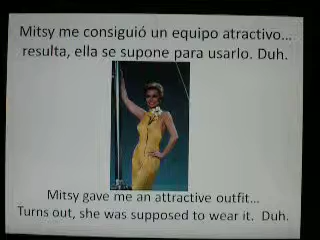 Mitsy me consiguió un equipo atractivo...
resulta, ella se supone para usarlo. Duh.
Mitsy gave me an attractive outfit...
Turns out, she was supposed to wear it.  Duh.